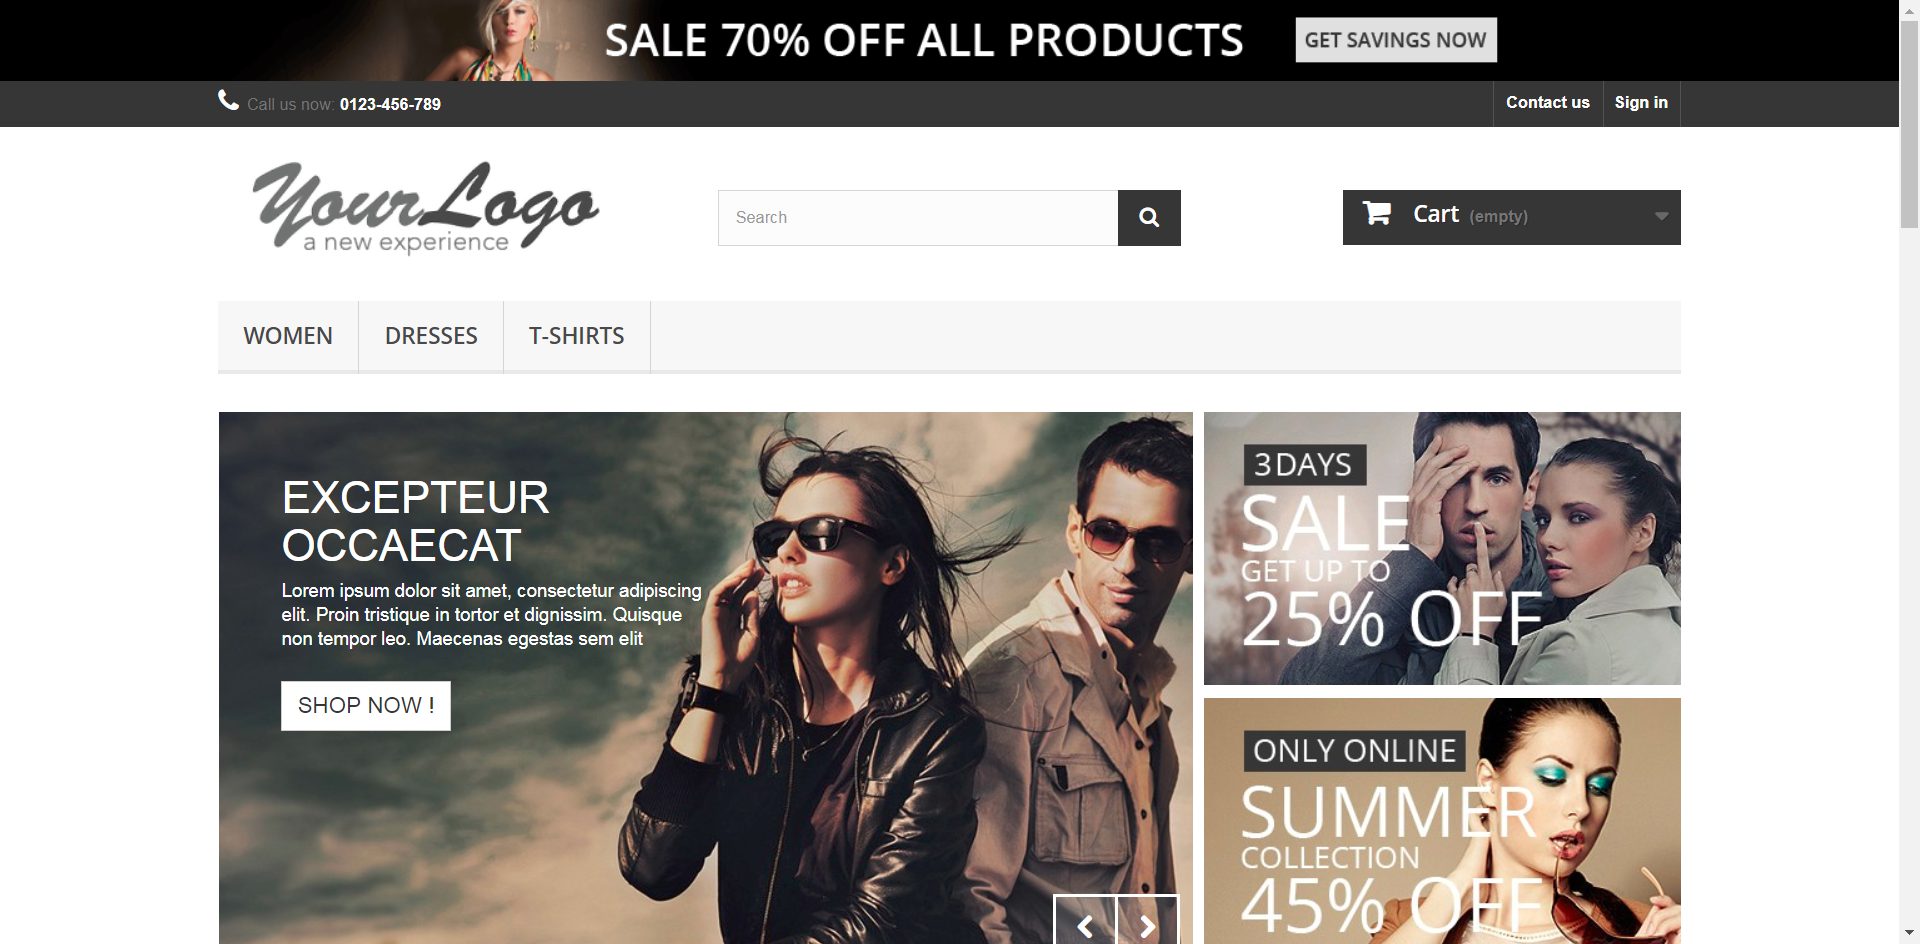 SALE 70% OFF ALL PRODUCTS
GET SAVINGS NOW
Call us now: 0123-456-789
Contact us
Sign in
Your Logo
a new experience
Search
Cart (empty)
WOMEN
DRESSES
T-SHIRTS
EXCEPTEUR
OCCAECAT
Lorem ipsum dolor sit amet, consectetur adipiscing
elit. Proin tristique in tortor et dignissim. Quisque
non tempor leo. Maecenas egestas sem elit
SHOP NOW !
3 DAYS
SALE
GET UP TO
25% OFF
ONLY ONLINE
SUMMER
COLLECTION
45% OFF